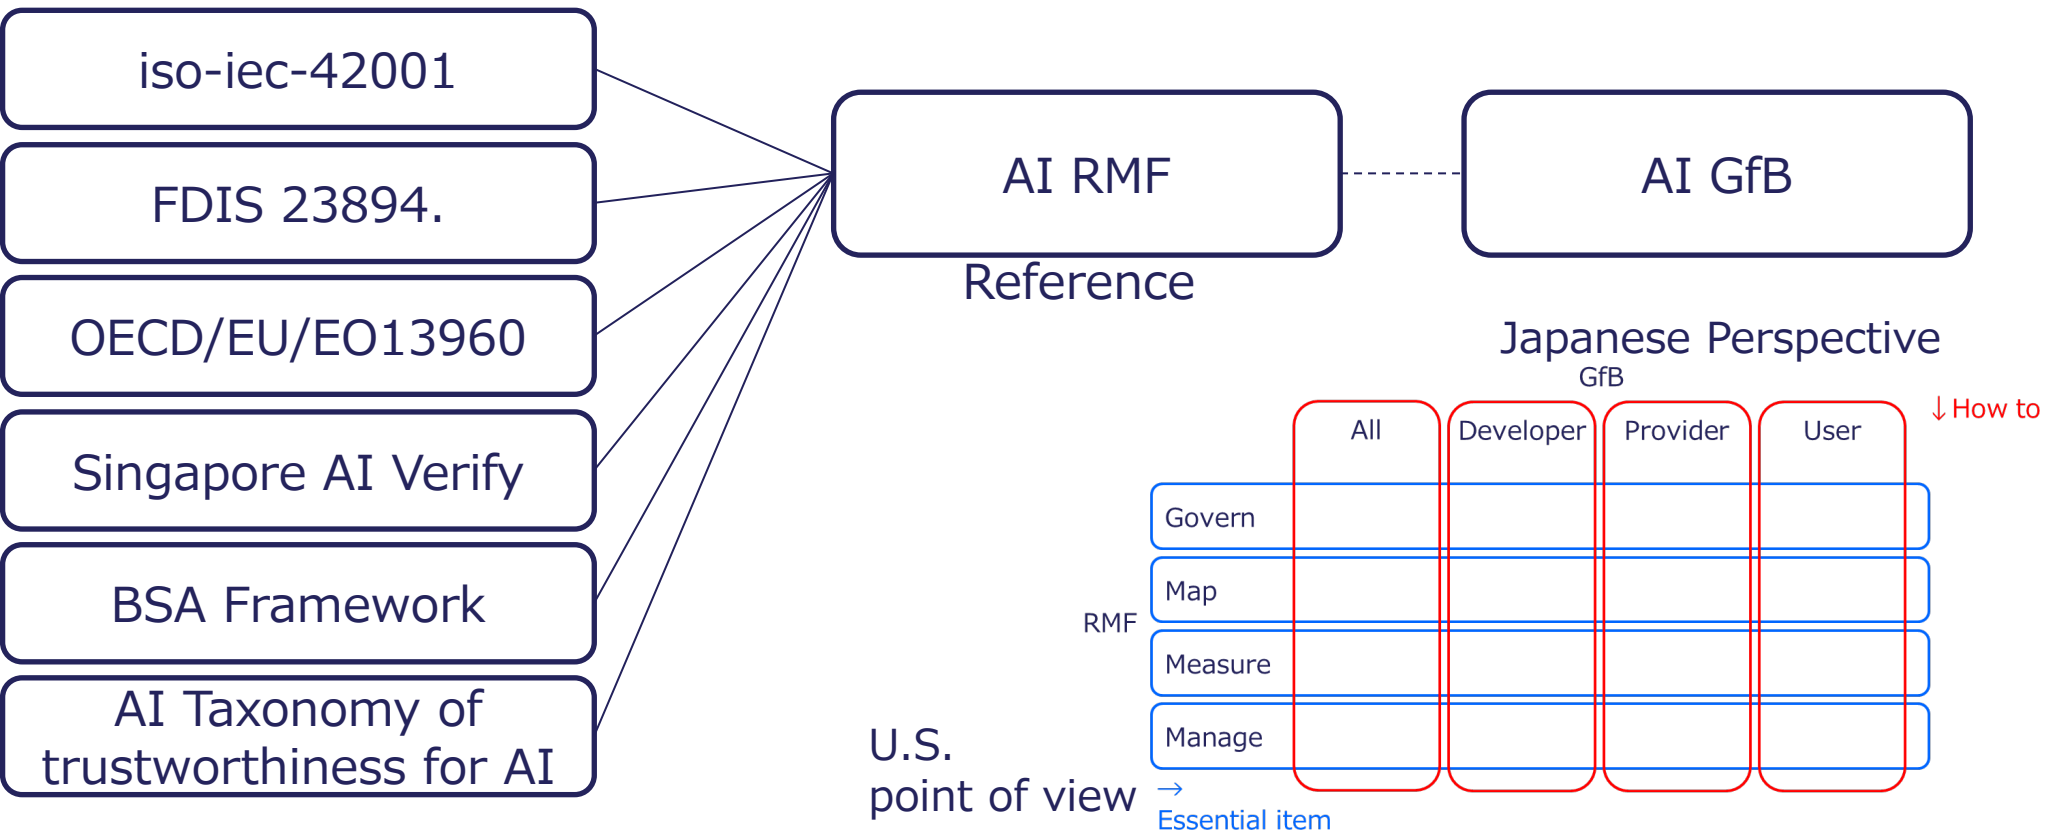 iso-iec-42001
FDIS 23894.
OECD/EU/EO13960
Singapore AI Verify
BSA Framework
AI Taxonomy of
trustworthiness for AI
AI RMF
Reference
AI GfB
Japanese Perspective
GfB
↓How to
All
Developer
Provider
User
RMF
Govern
Map
Measure
Manage
U.S.
point of view
→
Essential item